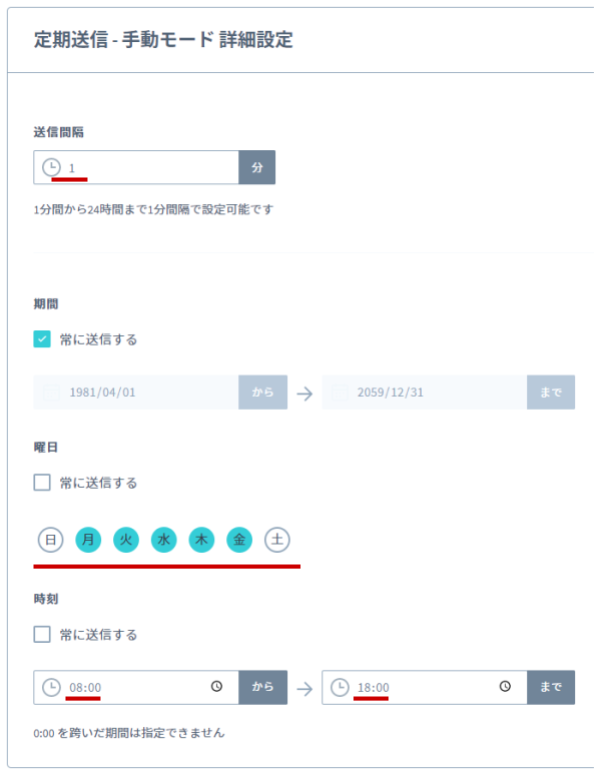 定期送信 - 手動モード 詳細設定
送信間隔
1 分
1分間から24時間まで1分間隔で設定可能です
期間
常に送信する
1981/04/01 から → 2059/12/31 まで
曜日
常に送信する
日 月 火 水 木 金 土
時刻
常に送信する
08:00 から → 18:00 まで
0:00 を跨いだ期間は指定できません